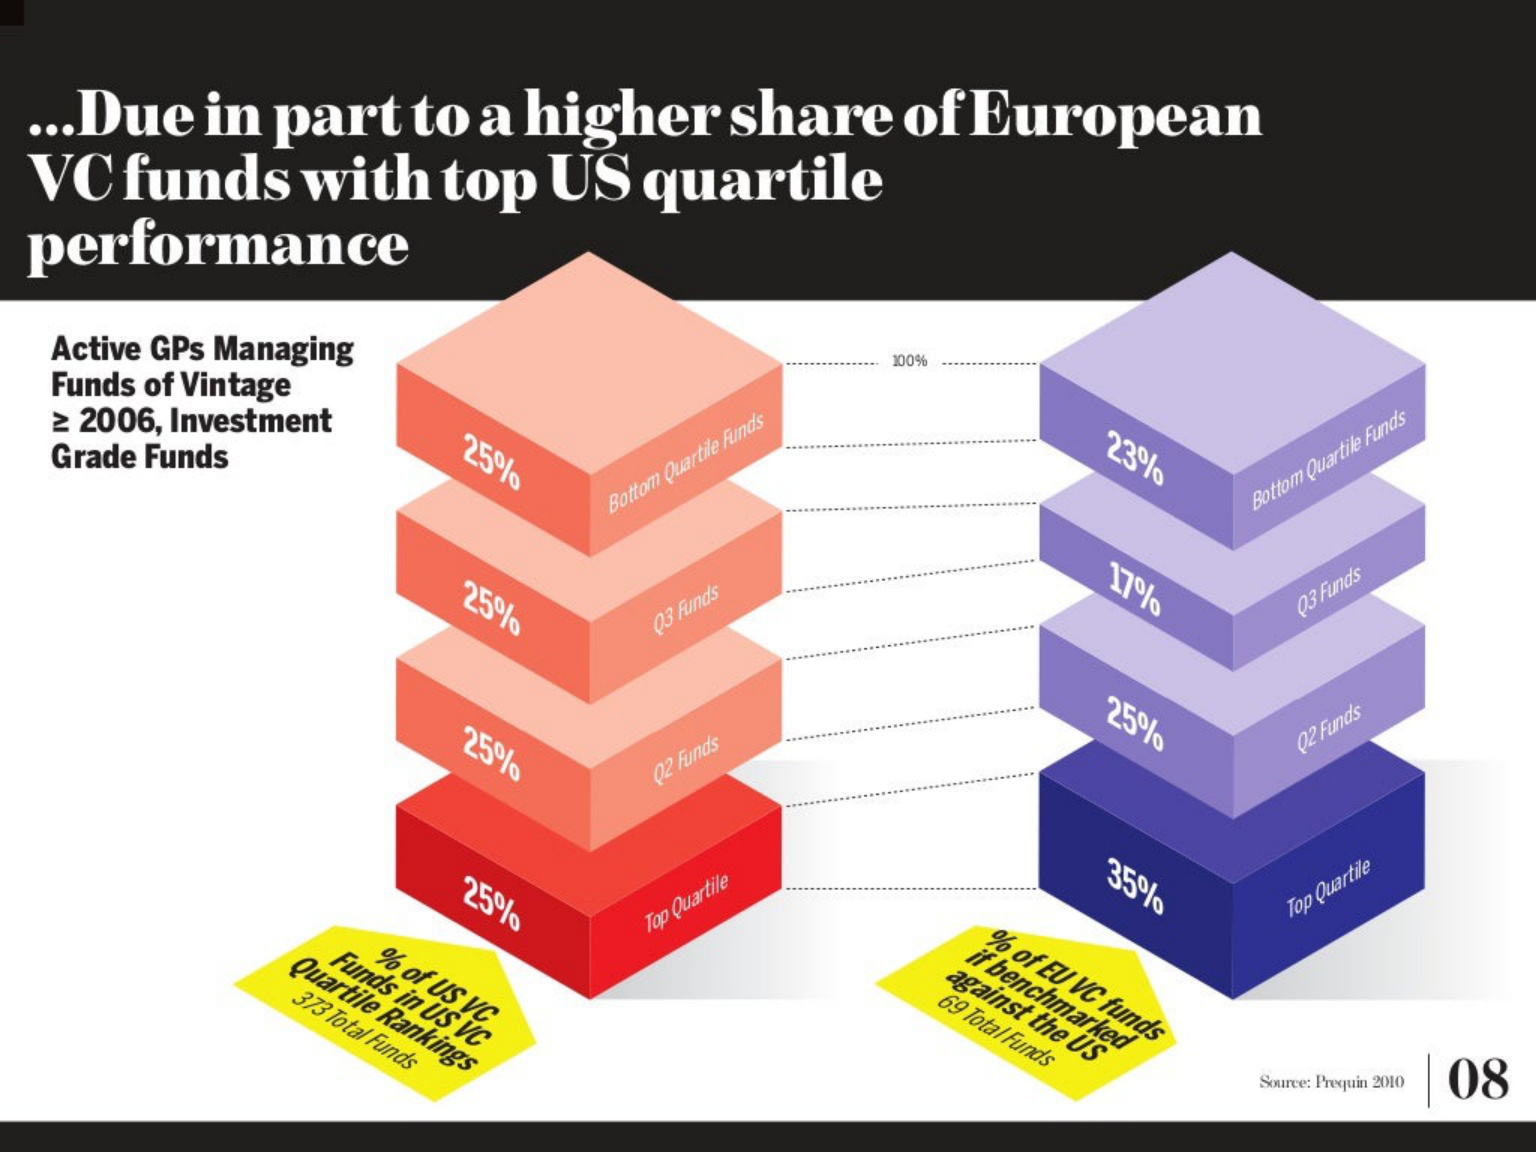 ...Due in part to a higher share of European
VC funds with top US quartile
performance
Active GPs Managing
Funds of Vintage
≥ 2006, Investment
Grade Funds
100%
25%
Bottom Quartile Funds
25%
Q3 Funds
25%
Q2 Funds
25%
Top Quartile
23%
Bottom Quartile Funds
17%
Q3 Funds
25%
Q2 Funds
35%
Top Quartile
% of US VC
Funds in US VC
Quartile Rankings
373 Total Funds
% of EU VC funds
if benchmarked
against the US
69 Total Funds
Source: Prequin 2010
08